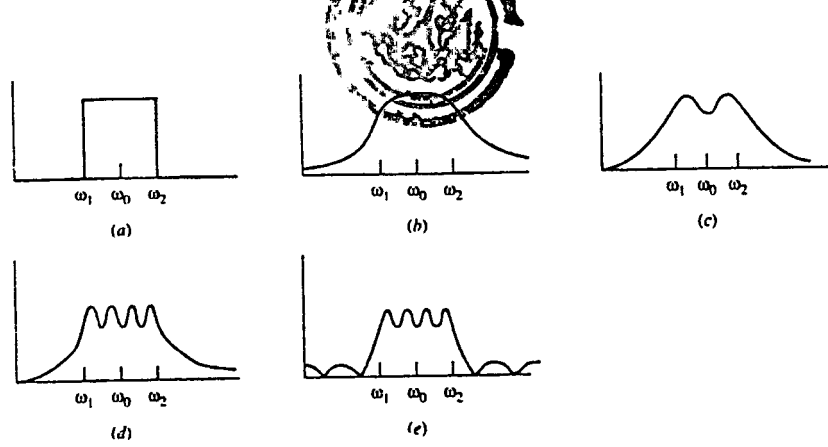 ω₁ ω₀ ω₂
(a)
ω₁ ω₀ ω₂
(b)
ω₁ ω₀ ω₂
(c)
ω₁ ω₀ ω₂
(d)
ω₁ ω₀ ω₂
(e)